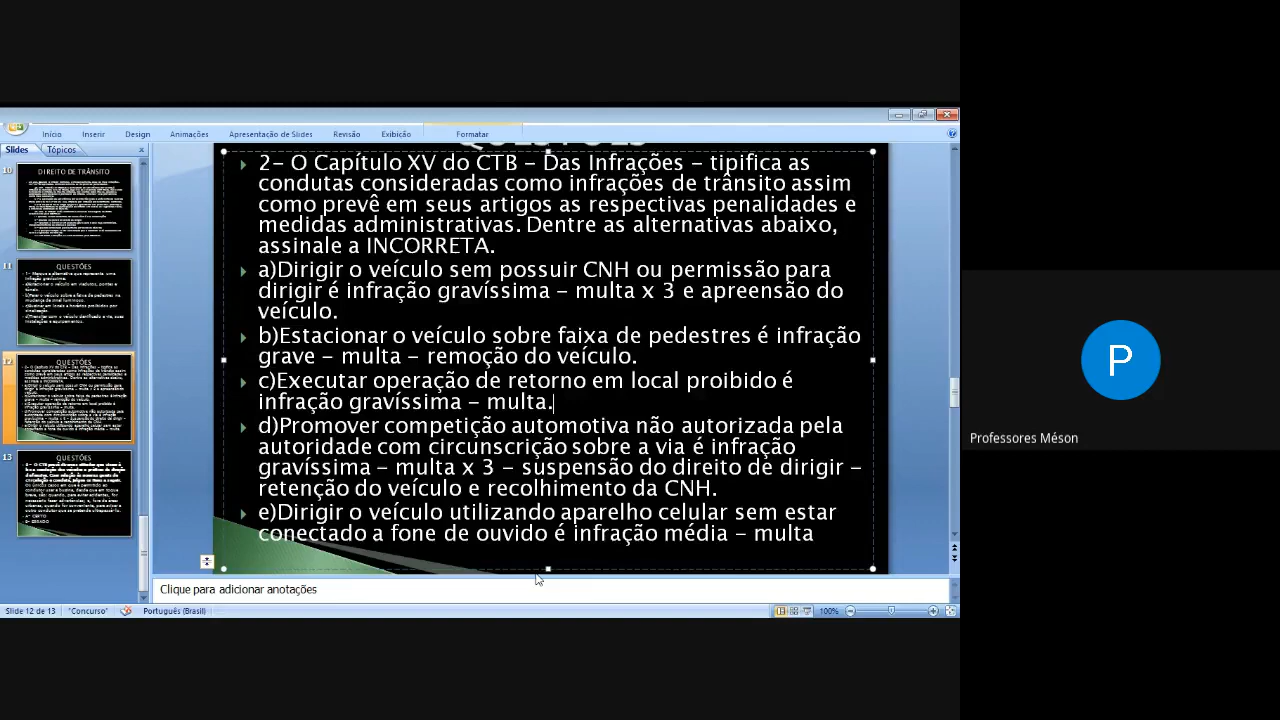 Início Inserir Design Animações Apresentação de Slides Revisão Exibição Formatar
Slides Tópicos x
10
DIREITO DE TRÂNSITO
11
QUESTÕES
12
QUESTÕES
13
QUESTÕES
2- O Capítulo XV do CTB – Das Infrações – tipifica as
condutas consideradas como infrações de trânsito assim
como prevê em seus artigos as respectivas penalidades e
medidas administrativas. Dentre as alternativas abaixo,
assinale a INCORRETA.
a)Dirigir o veículo sem possuir CNH ou permissão para
dirigir é infração gravíssima – multa x 3 e apreensão do
veículo.
b)Estacionar o veículo sobre faixa de pedestres é infração
grave – multa – remoção do veículo.
c)Executar operação de retorno em local proibido é
infração gravíssima – multa.
d)Promover competição automotiva não autorizada pela
autoridade com circunscrição sobre a via é infração
gravíssima – multa x 3 – suspensão do direito de dirigir –
retenção do veículo e recolhimento da CNH.
e)Dirigir o veículo utilizando aparelho celular sem estar
conectado a fone de ouvido é infração média – multa
Clique para adicionar anotações
Slide 12 de 13 "Concurso" Português (Brasil) 100%
P
Professores Méson